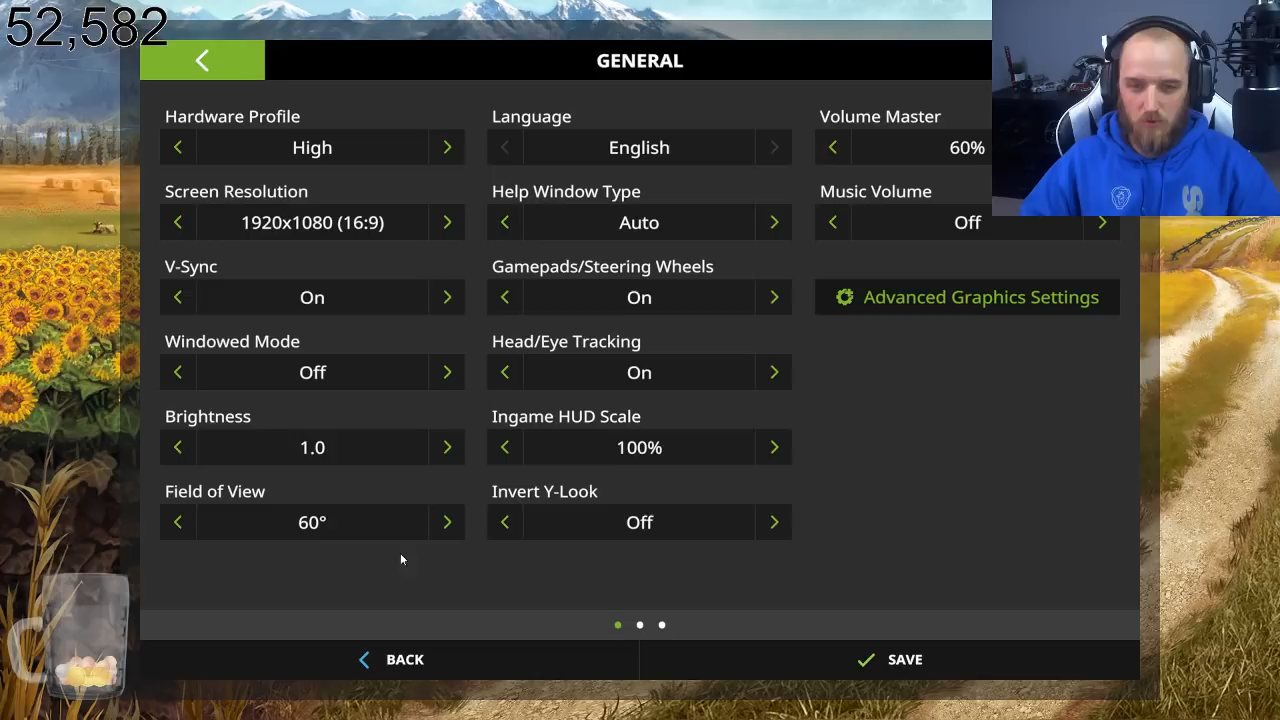 52,582
GENERAL
Hardware Profile
High
Screen Resolution
1920x1080 (16:9)
V-Sync
On
Windowed Mode
Off
Brightness
1.0
Field of View
60°
Language
English
Help Window Type
Auto
Gamepads/Steering Wheels
On
Head/Eye Tracking
On
Ingame HUD Scale
100%
Invert Y-Look
Off
Volume Master
60%
Music Volume
Off
Advanced Graphics Settings
BACK
SAVE